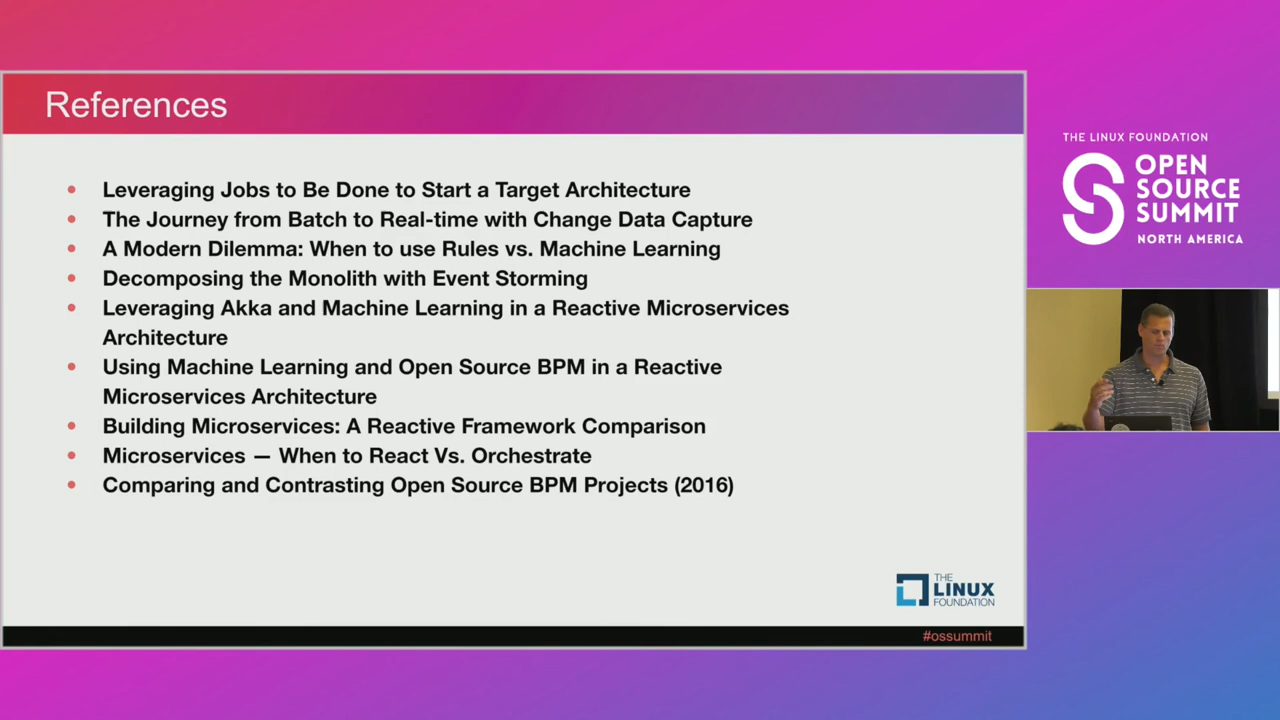 References
Leveraging Jobs to Be Done to Start a Target Architecture
The Journey from Batch to Real-time with Change Data Capture
A Modern Dilemma: When to use Rules vs. Machine Learning
Decomposing the Monolith with Event Storming
Leveraging Akka and Machine Learning in a Reactive Microservices
Architecture
Using Machine Learning and Open Source BPM in a Reactive
Microservices Architecture
Building Microservices: A Reactive Framework Comparison
Microservices — When to React Vs. Orchestrate
Comparing and Contrasting Open Source BPM Projects (2016)
THE
LINUX
FOUNDATION
#ossummit
THE LINUX FOUNDATION
OPEN
SOURCE
SUMMIT
NORTH AMERICA